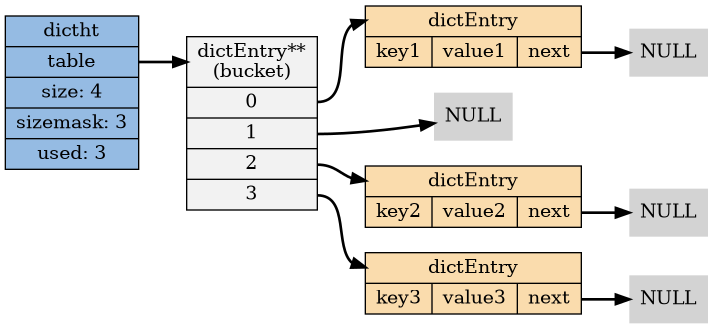 dictht
table
size: 4
sizemask: 3
used: 3
dictEntry**
(bucket)
0
1
2
3
dictEntry
key1 value1 next
NULL
NULL
dictEntry
key2 value2 next
NULL
dictEntry
key3 value3 next
NULL